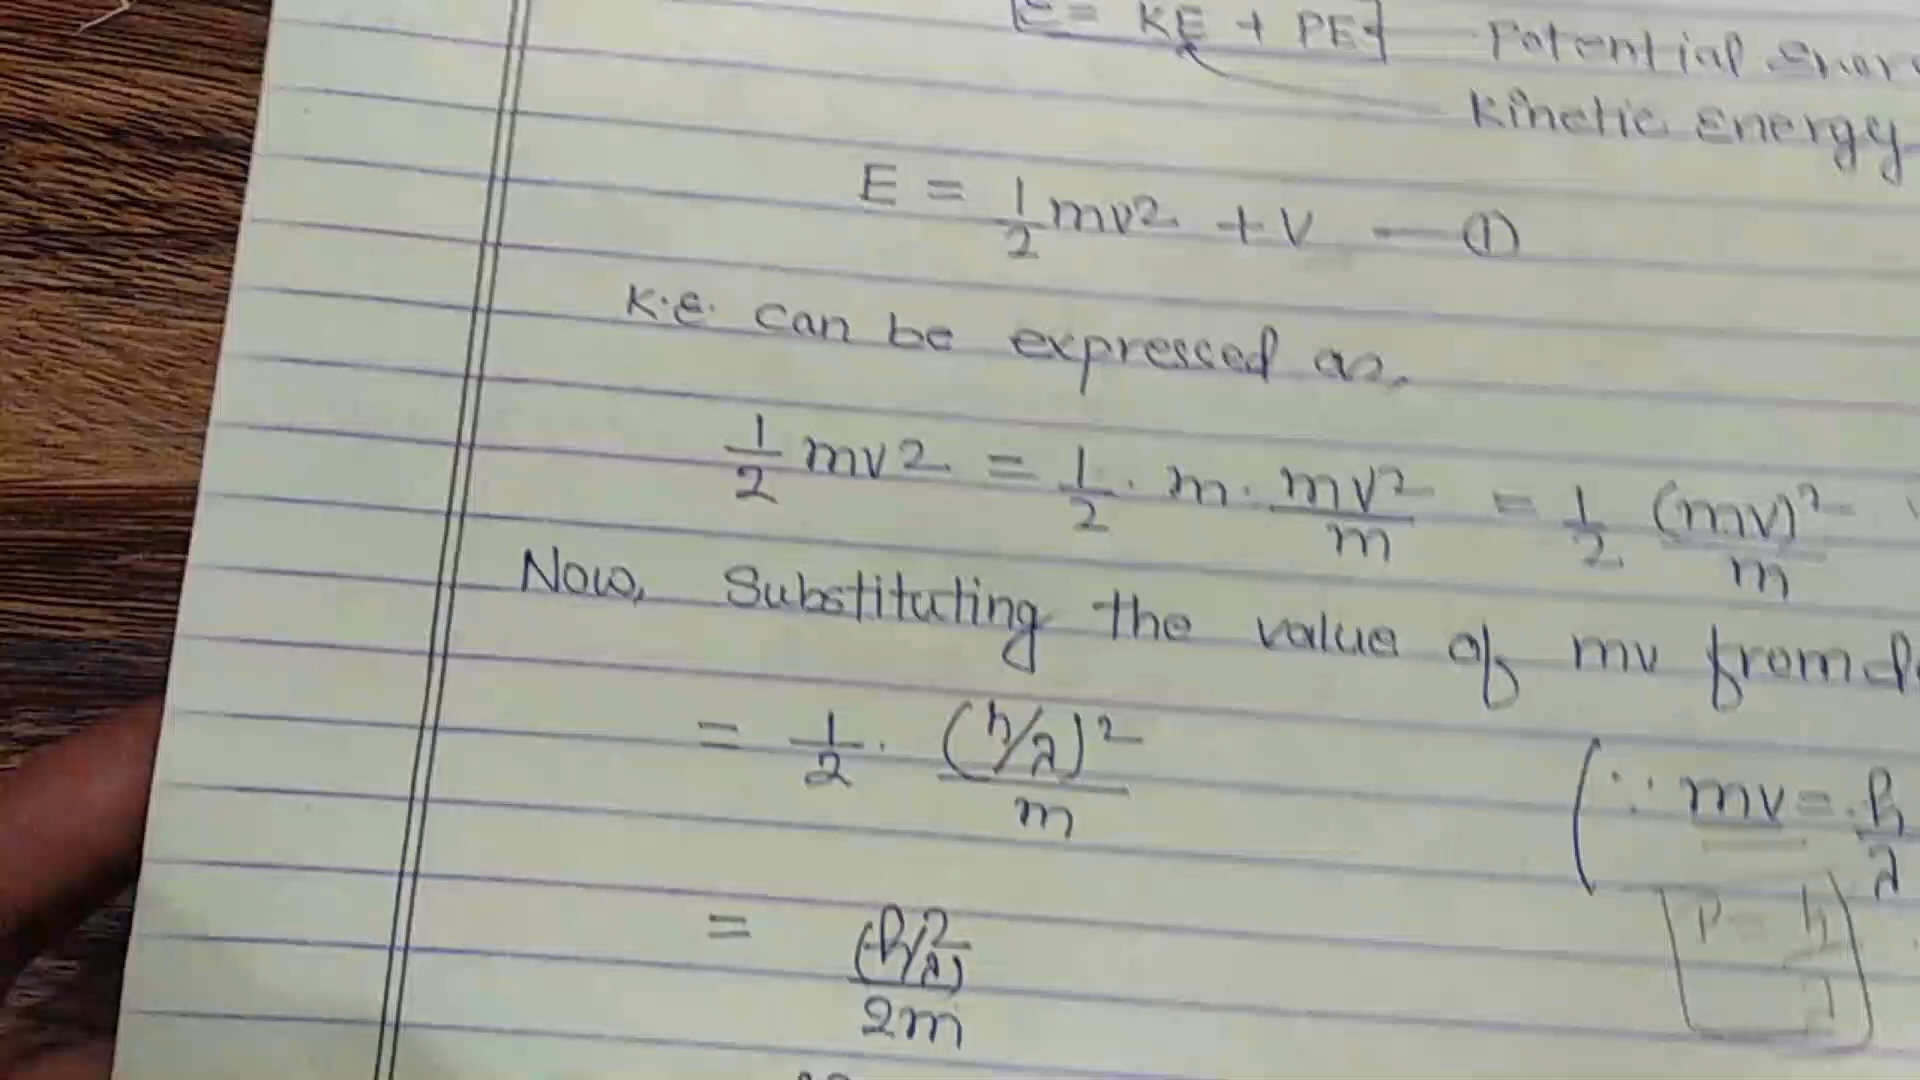 E = KE + PE — Potential
Kinetic energy
E = 1/2 mv2 + V — ①
K.E. can be expressed as,
1/2 mv2 = 1/2 . m . mv2/m = 1/2 (mv)2/m
Now, Substituting the value of mv from
= 1/2 . (h/λ)2/m (∵ mv = h/λ
P = h
= (h/λ)2/2m